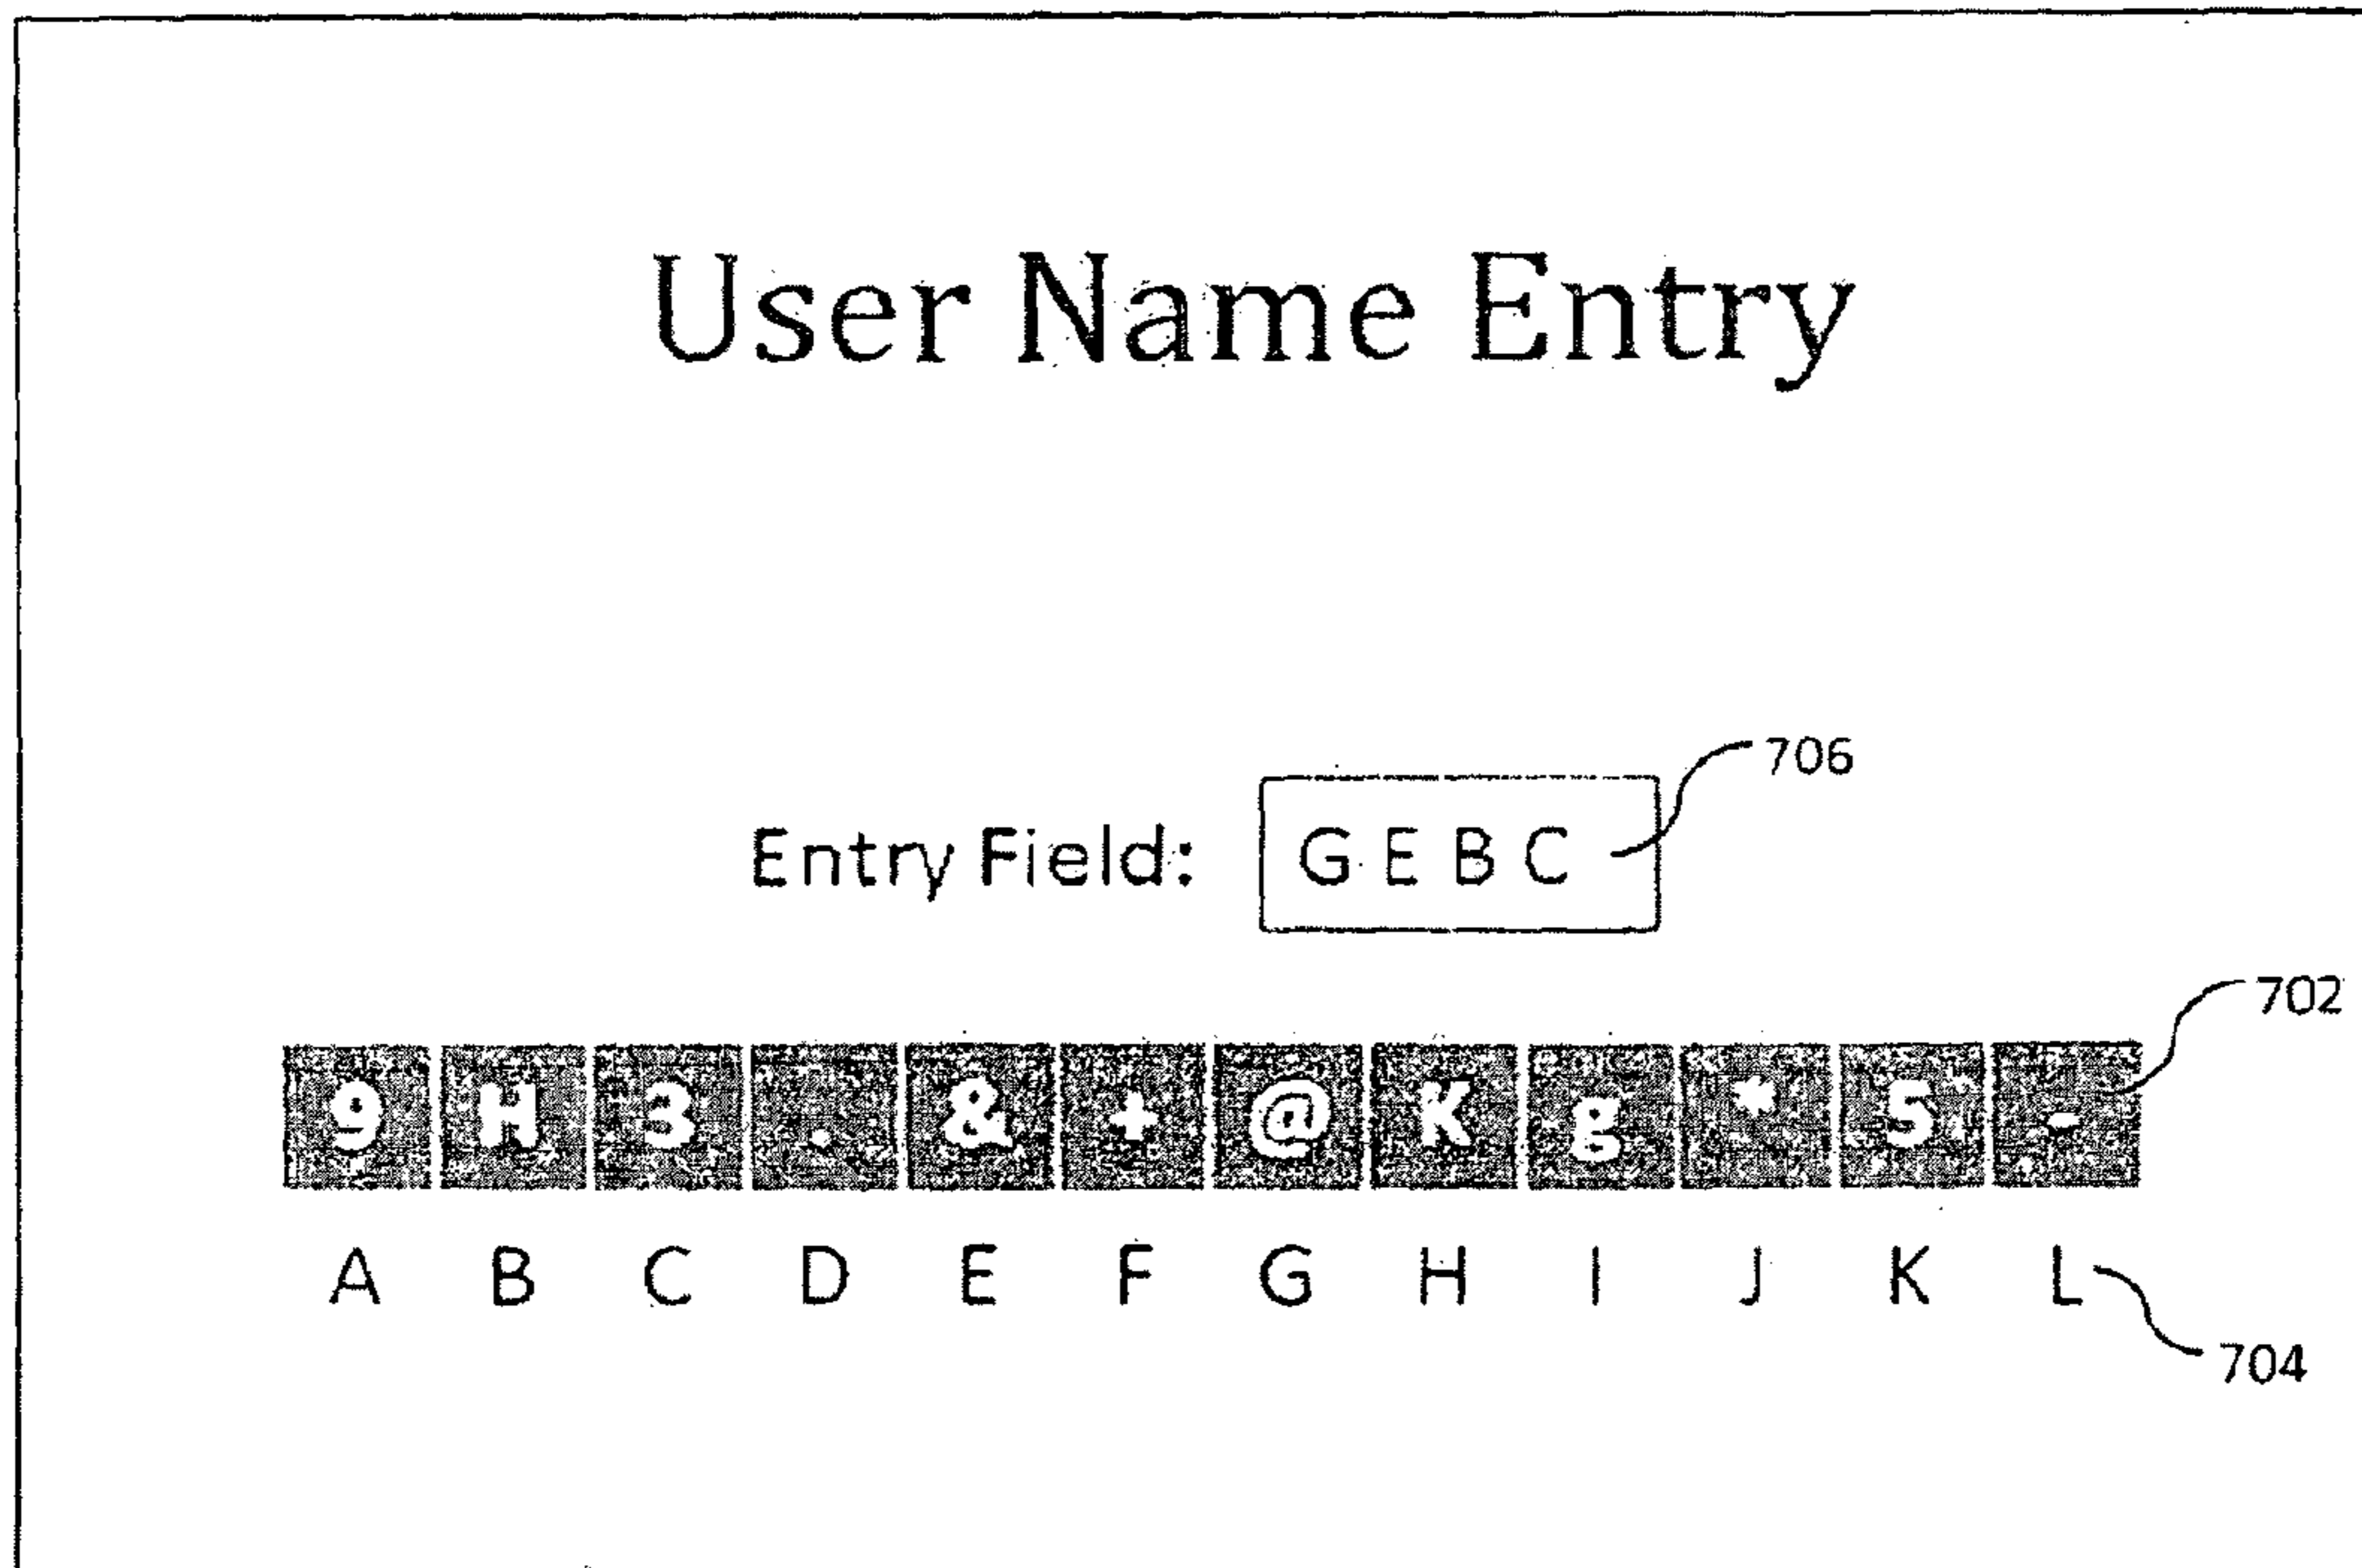 User Name Entry
706
Entry Field: G E B C
702
9 H 3 . & + @ K g * 5 -
A B C D E F G H I J K L
704